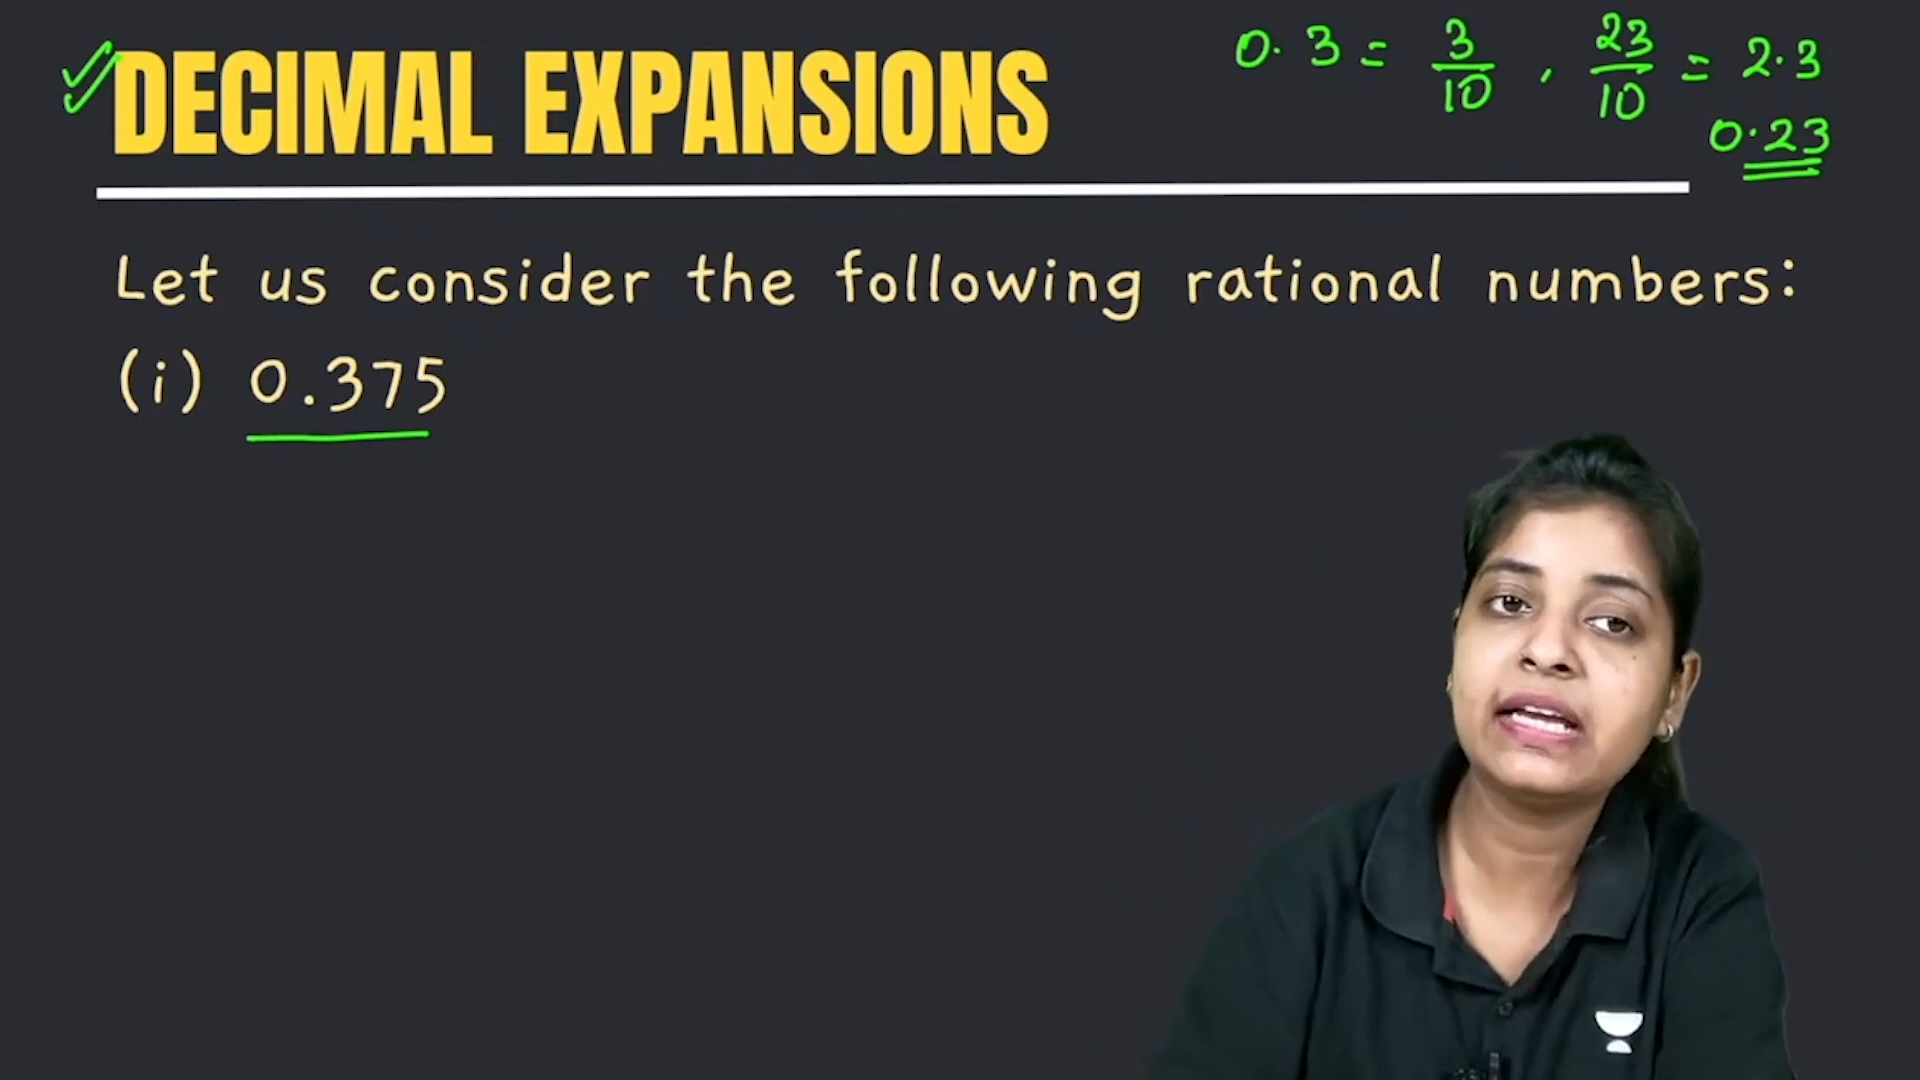 DECIMAL EXPANSIONS
0.3 = 3/10 , 23/10 = 2.3
0.23
Let us consider the following rational numbers:
(i) 0.375